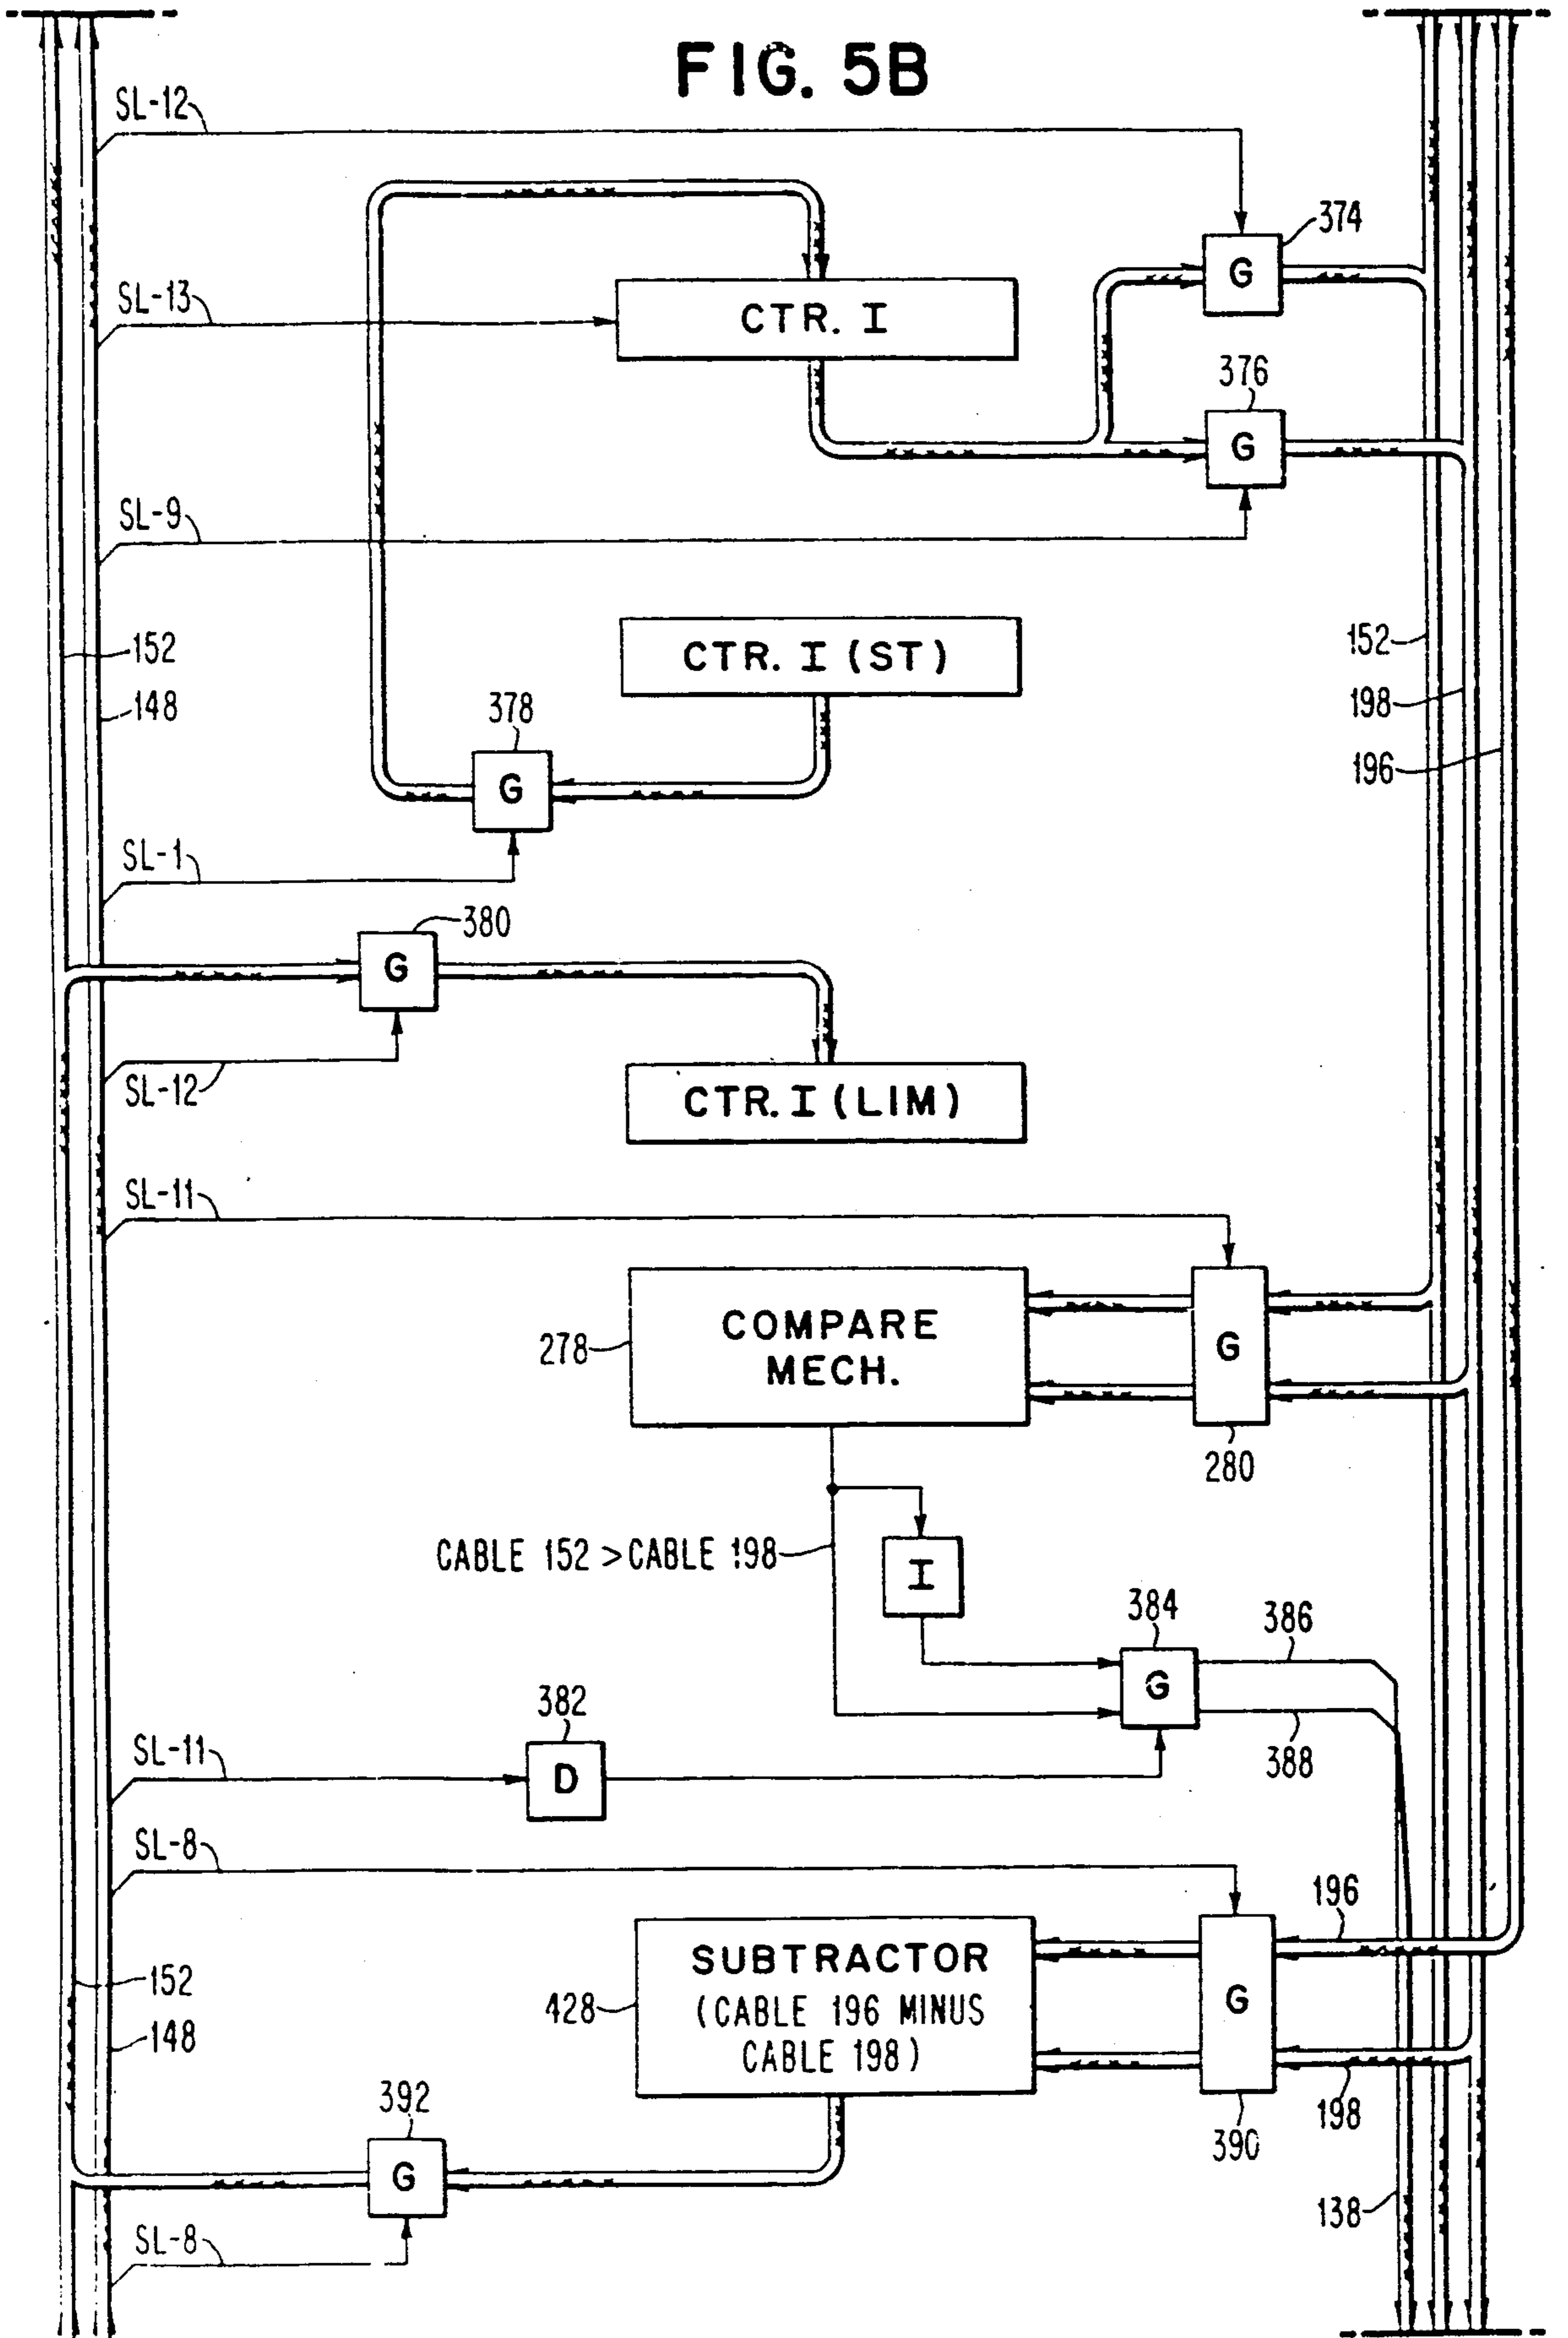 FIG. 5B
SL-12
374
G
SL-13
CTR. I
376
G
SL-9
152
CTR. I (ST)
152
148
378
198
G
196
SL-1
380
G
SL-12
CTR. I (LIM)
SL-11
COMPARE
MECH.
278
G
280
CABLE 152 > CABLE 198
I
384
386
G
382
388
SL-11
D
SL-8
196
SUBTRACTOR
(CABLE 196 MINUS
CABLE 198)
428
G
152
148
198
392
390
G
138
SL-8